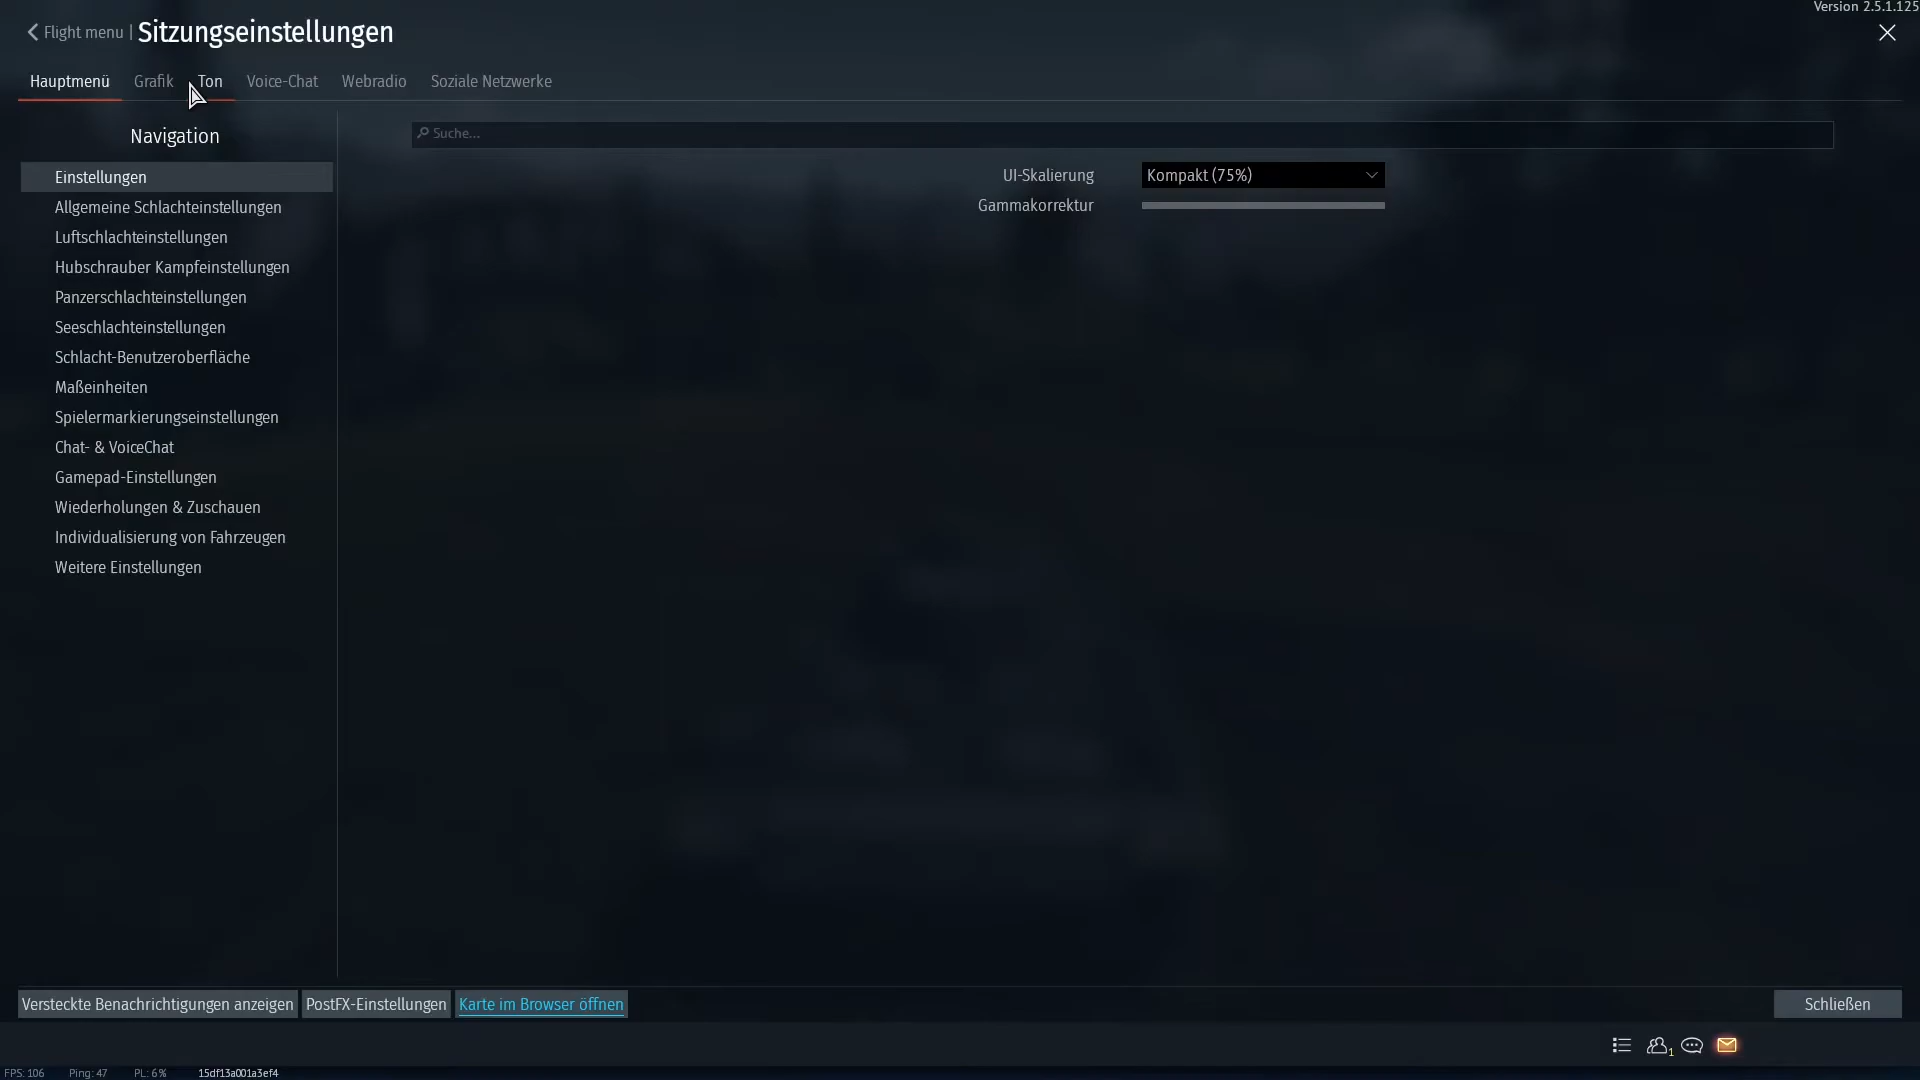 Version 2.5.1.125
Flight menu | Sitzungseinstellungen
Hauptmenü Grafik Ton Voice-Chat Webradio Soziale Netzwerke
Navigation
Suche...
Einstellungen
UI-Skalierung Kompakt (75%)
Gammakorrektur
Allgemeine Schlachteinstellungen
Luftschlachteinstellungen
Hubschrauber Kampfeinstellungen
Panzerschlachteinstellungen
Seeschlachteinstellungen
Schlacht-Benutzeroberfläche
Maßeinheiten
Spielermarkierungseinstellungen
Chat- & VoiceChat
Gamepad-Einstellungen
Wiederholungen & Zuschauen
Individualisierung von Fahrzeugen
Weitere Einstellungen
Versteckte Benachrichtigungen anzeigen PostFX-Einstellungen Karte im Browser öffnen Schließen
1
FPS: 106 Ping: 47 PL: 6% 15df13a001a3ef4